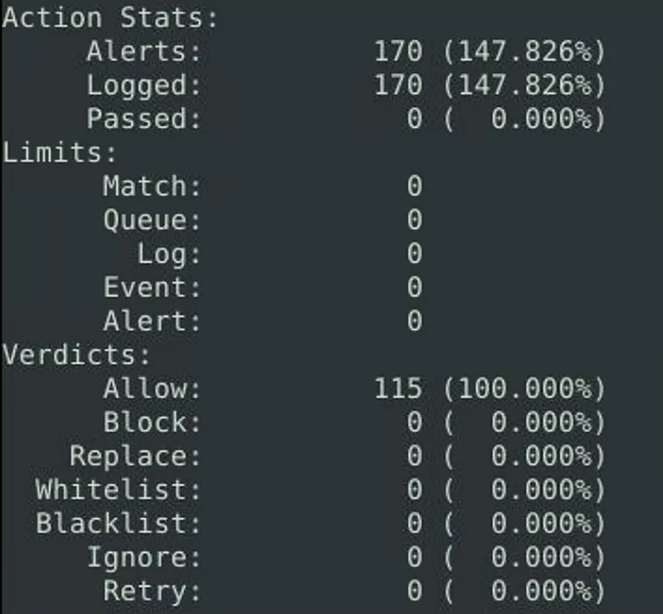 Action Stats:
Alerts: 170 (147.826%)
Logged: 170 (147.826%)
Passed: 0 ( 0.000%)
Limits:
Match: 0
Queue: 0
Log: 0
Event: 0
Alert: 0
Verdicts:
Allow: 115 (100.000%)
Block: 0 ( 0.000%)
Replace: 0 ( 0.000%)
Whitelist: 0 ( 0.000%)
Blacklist: 0 ( 0.000%)
Ignore: 0 ( 0.000%)
Retry: 0 ( 0.000%)